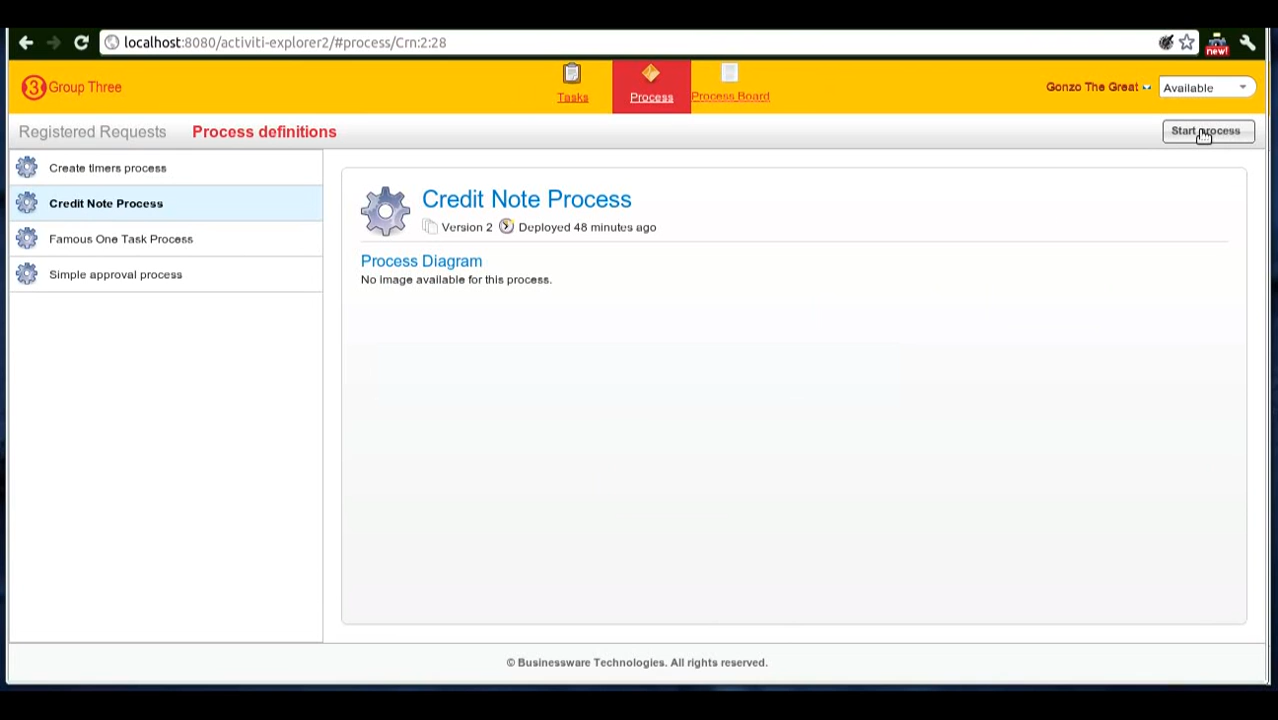 localhost:8080/activiti-explorer2/#process/Crn:2:28
new!
3 Group Three
Tasks
Process
Process Board
Gonzo The Great
Available
Registered Requests
Process definitions
Start process
Create timers process
Credit Note Process
Famous One Task Process
Simple approval process
Credit Note Process
Version 2
Deployed 48 minutes ago
Process Diagram
No image available for this process.
© Businessware Technologies. All rights reserved.